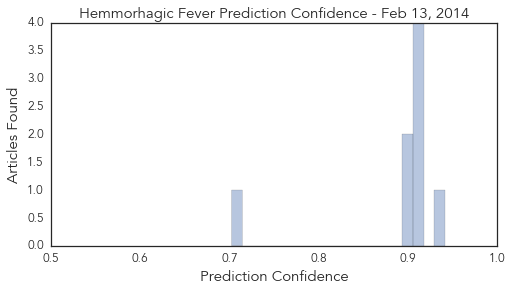 Hemmorhagic Fever Prediction Confidence - Feb 13, 2014
4.0
3.5
3.0
2.5
2.0
1.5
1.0
0.5
0.0
Articles Found
0.5 0.6 0.7 0.8 0.9 1.0
Prediction Confidence